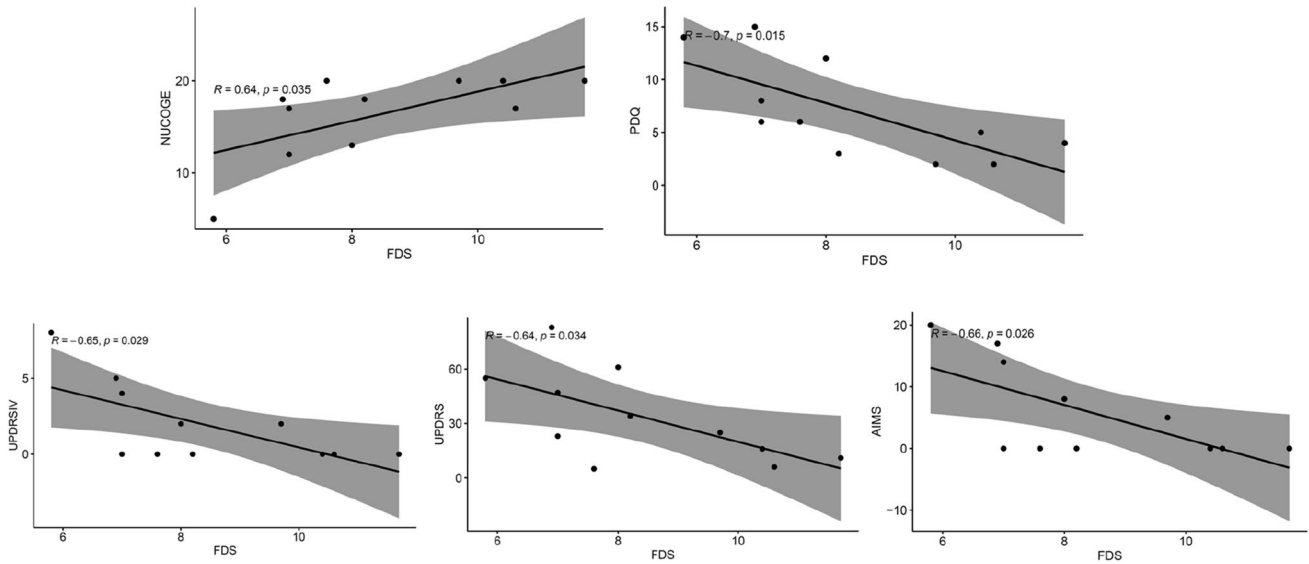 R = 0.64, p = 0.035
20
10
NUCOGE
6 8 10
FDS
R = −0.7, p = 0.015
15
10
5
0
PDQ
6 8 10
FDS
R = −0.65, p = 0.029
5
0
UPDRSIV
6 8 10
FDS
R = −0.64, p = 0.034
60
30
0
UPDRS
6 8 10
FDS
R = −0.66, p = 0.026
20
10
0
−10
AIMS
6 8 10
FDS